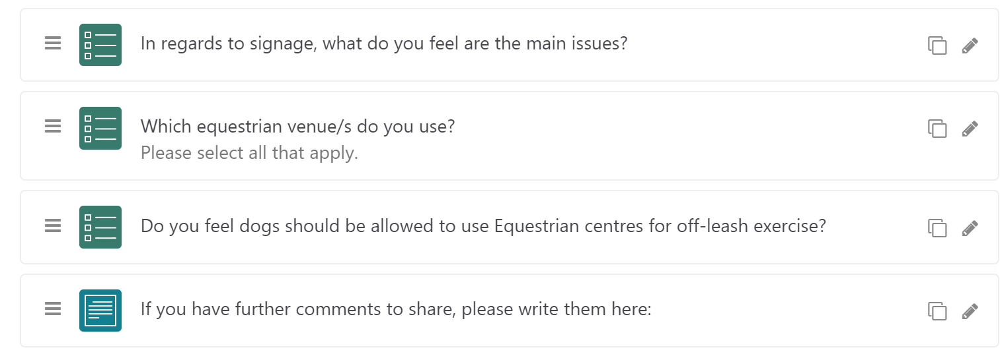 In regards to signage, what do you feel are the main issues?
Which equestrian venue/s do you use?
Please select all that apply.
Do you feel dogs should be allowed to use Equestrian centres for off-leash exercise?
If you have further comments to share, please write them here: